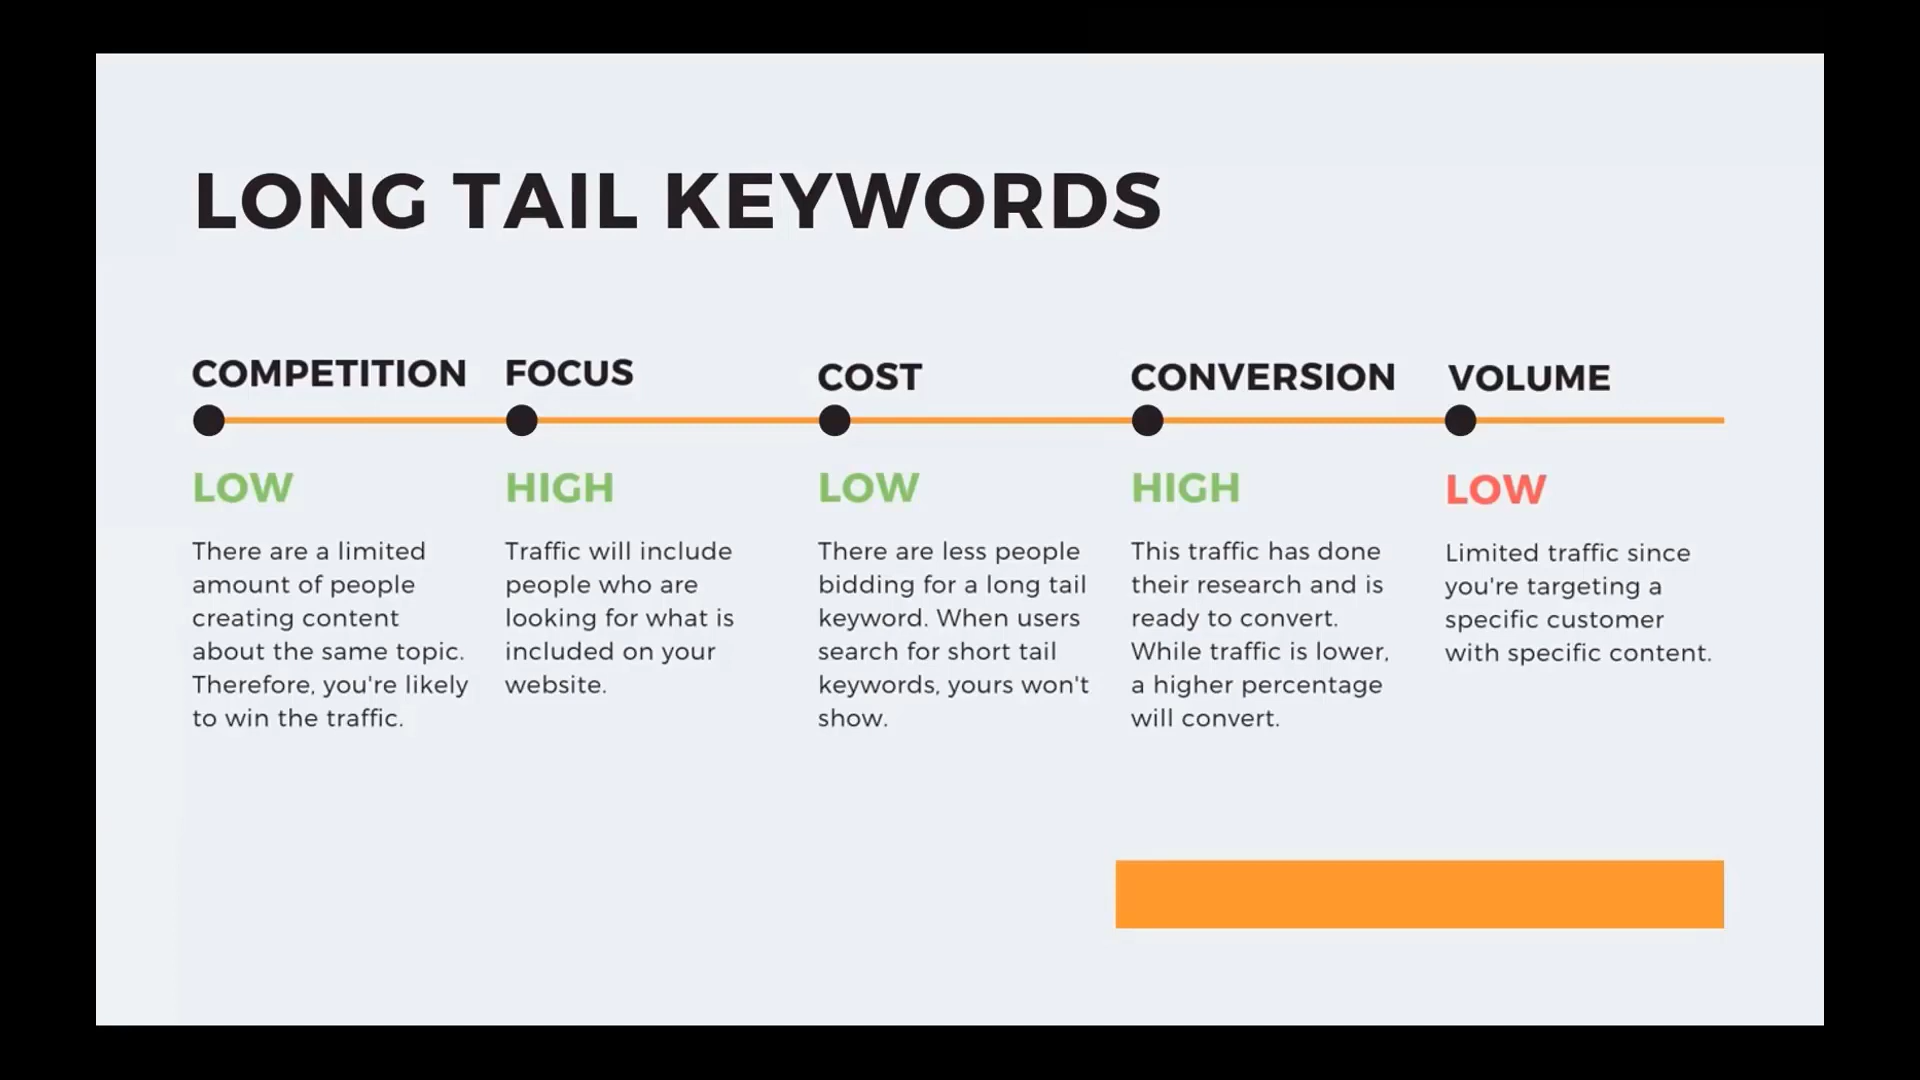 LONG TAIL KEYWORDS
COMPETITION
LOW
There are a limited
amount of people
creating content
about the same topic.
Therefore, you're likely
to win the traffic.
FOCUS
HIGH
Traffic will include
people who are
looking for what is
included on your
website.
COST
LOW
There are less people
bidding for a long tail
keyword. When users
search for short tail
keywords, yours won't
show.
CONVERSION
HIGH
This traffic has done
their research and is
ready to convert.
While traffic is lower,
a higher percentage
will convert.
VOLUME
LOW
Limited traffic since
you're targeting a
specific customer
with specific content.